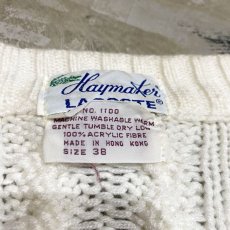 Haymaker
LACOSTE®
NO. 1100
MACHINE WASHABLE WARM
GENTLE TUMBLE DRY LOW
100% ACRYLIC FIBRE
MADE IN HONG KONG
SIZE 38